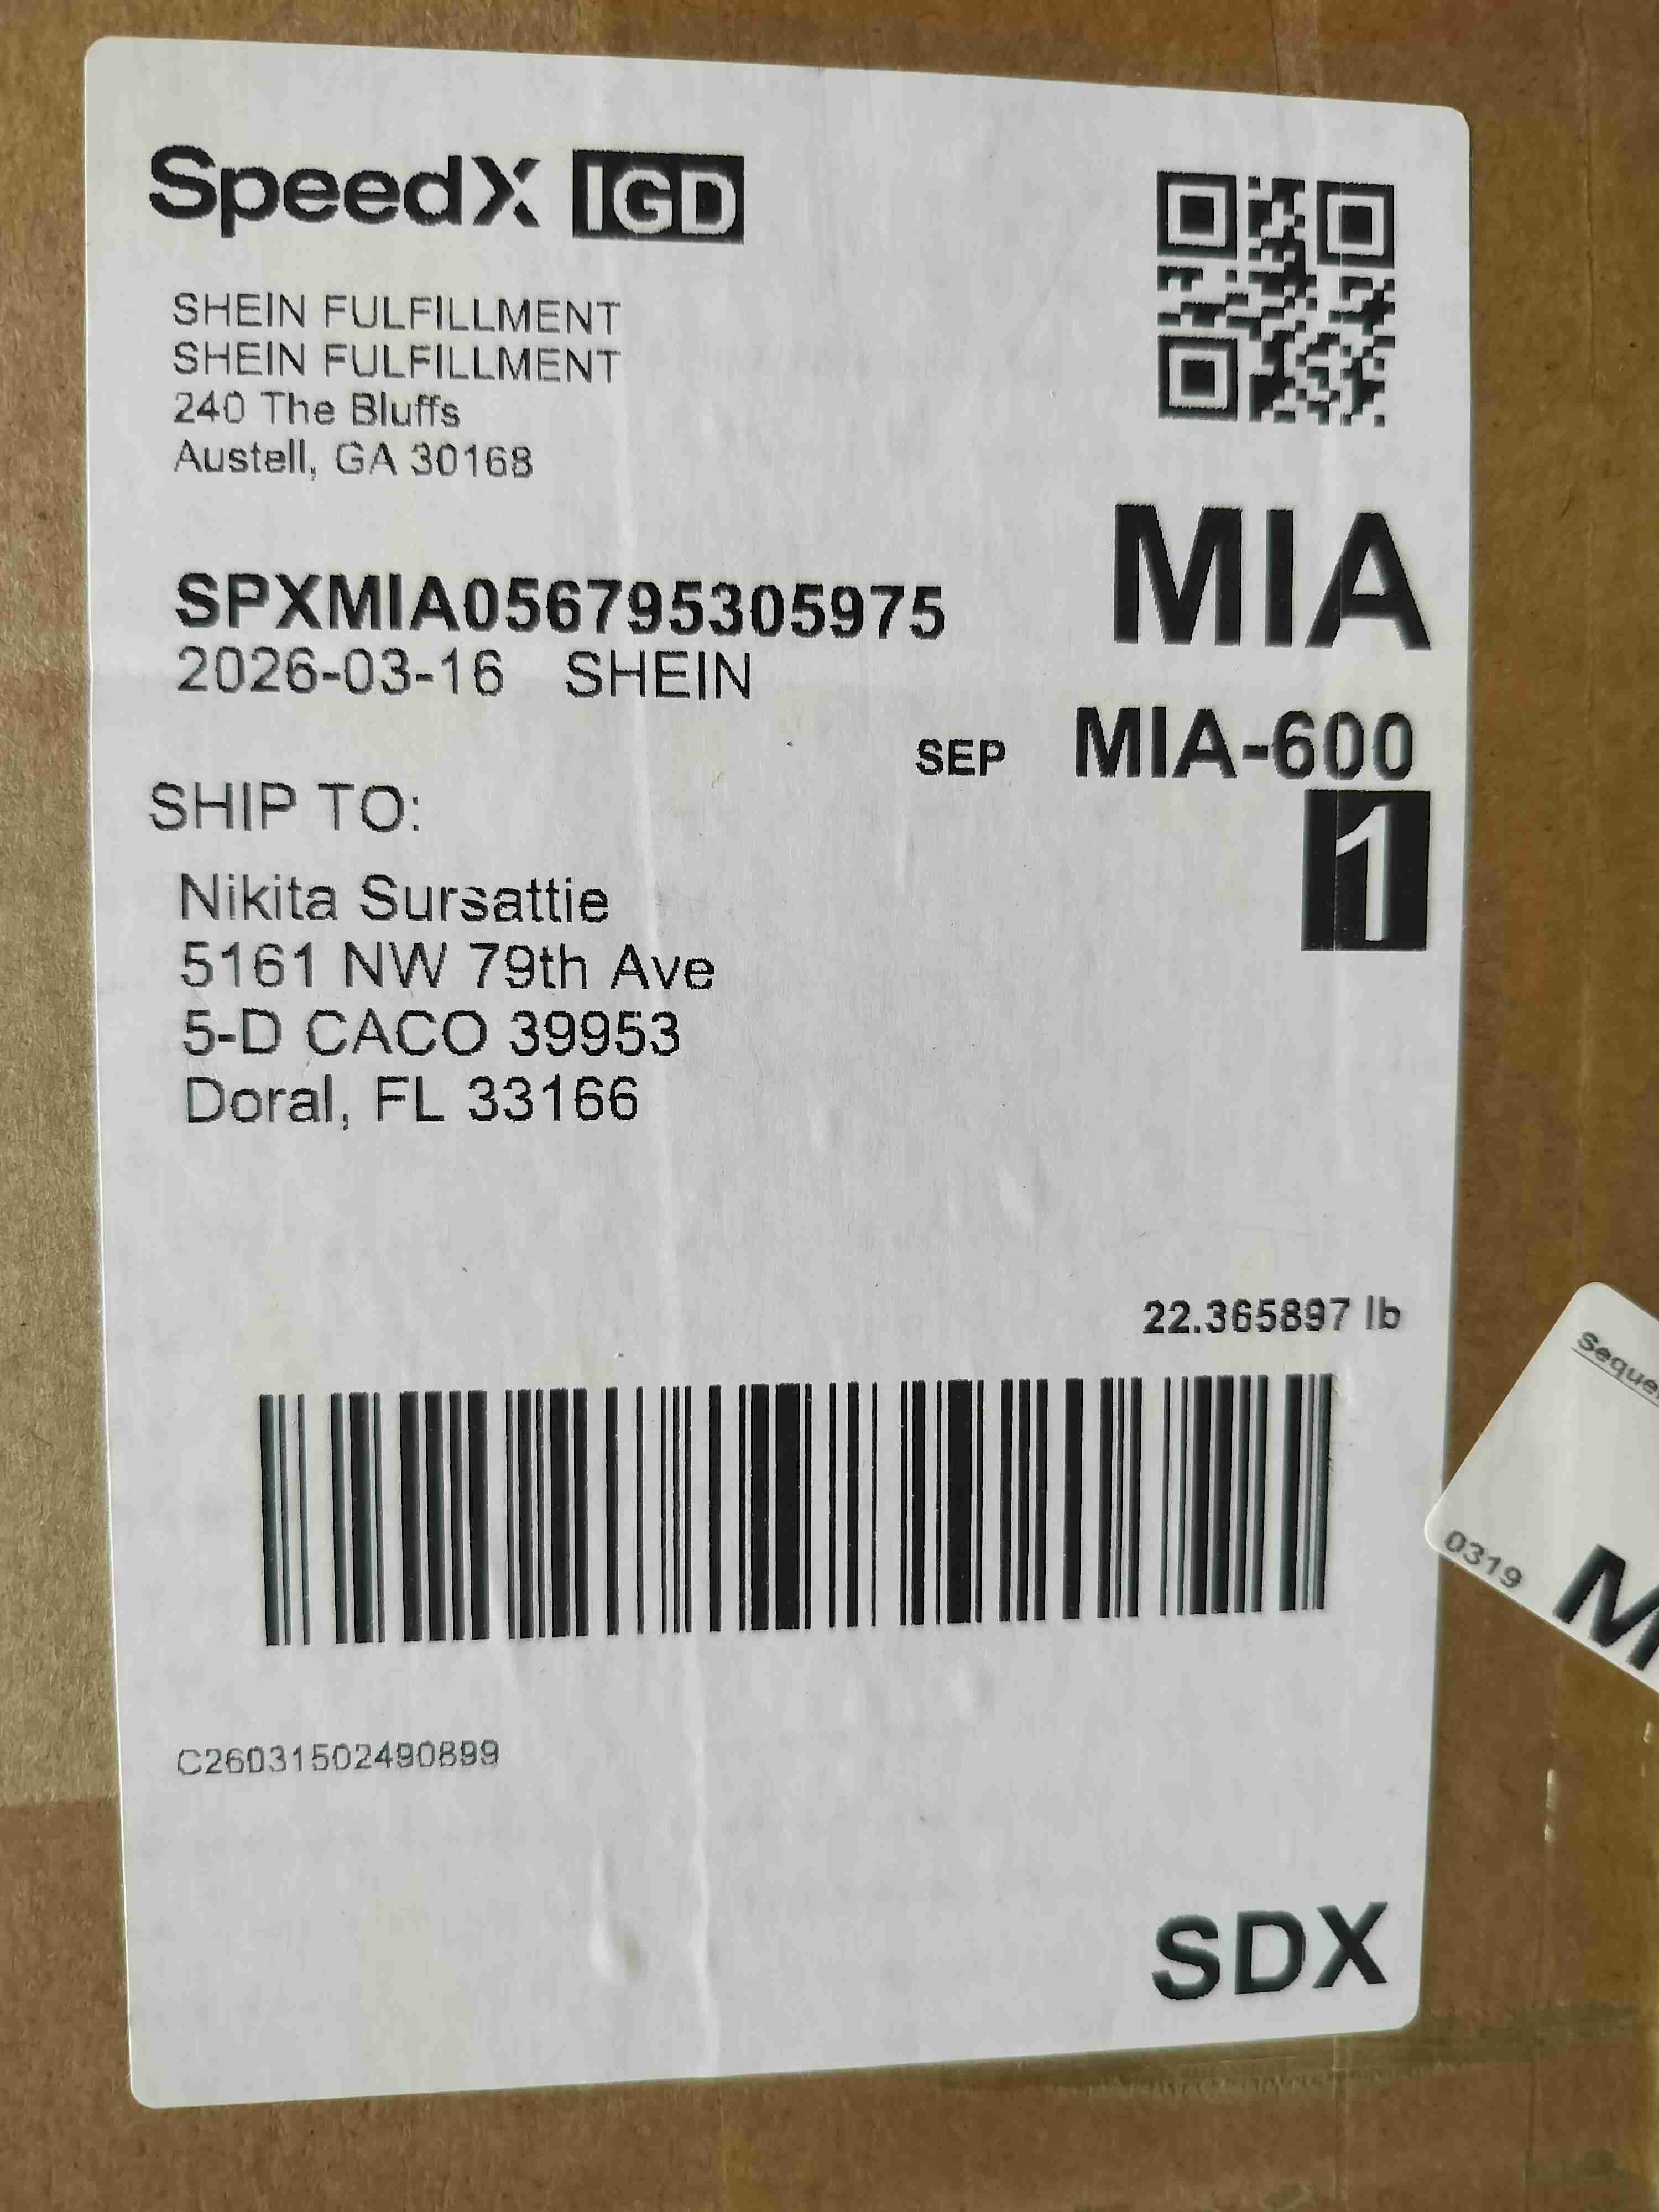 SpeedX IGD
SHEIN FULFILLMENT
SHEIN FULFILLMENT
240 The Bluffs
Austell, GA 30168
MIA
SPXMIA056795305975
2026-03-16 SHEIN
SEP MIA-600
1
SHIP TO:
Nikita Sursattie
5161 NW 79th Ave
5-D CACO 39953
Doral, FL 33166
22.365897 lb
C26031502490899
SDX
0319
M